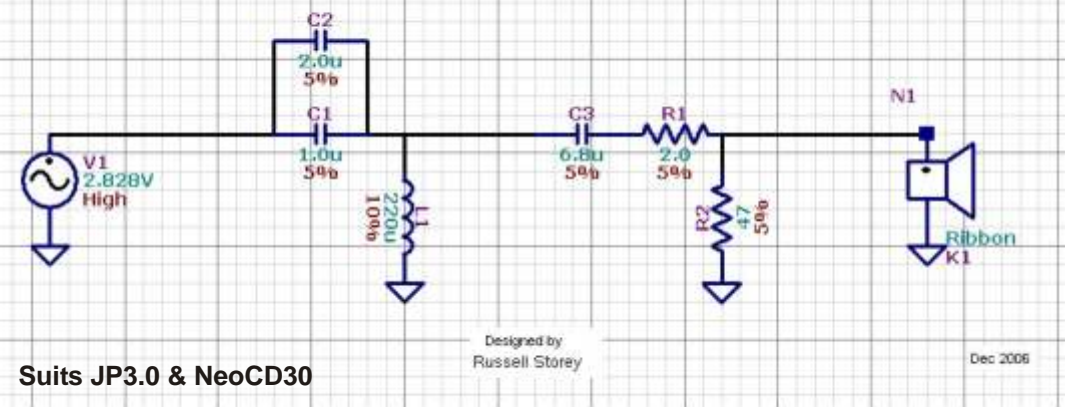 C2
2.0u
5%
C1
1.0u
5%
V1
2.828V
High
L1
220u
10%
C3
6.8u
5%
R1
2.0
5%
R2
47
5%
N1
Ribbon
K1
Designed by
Russell Storey
Dec 2006
Suits JP3.0 & NeoCD30